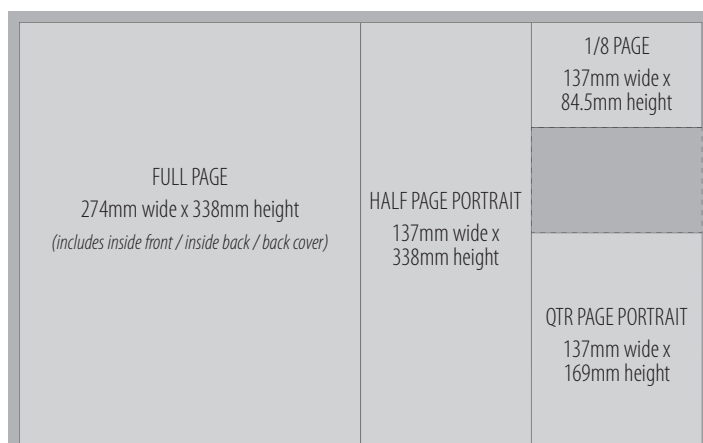 FULL PAGE
274mm wide x 338mm height
(includes inside front / inside back / back cover)
HALF PAGE PORTRAIT
137mm wide x
338mm height
1/8 PAGE
137mm wide x
84.5mm height
QTR PAGE PORTRAIT
137mm wide x
169mm height